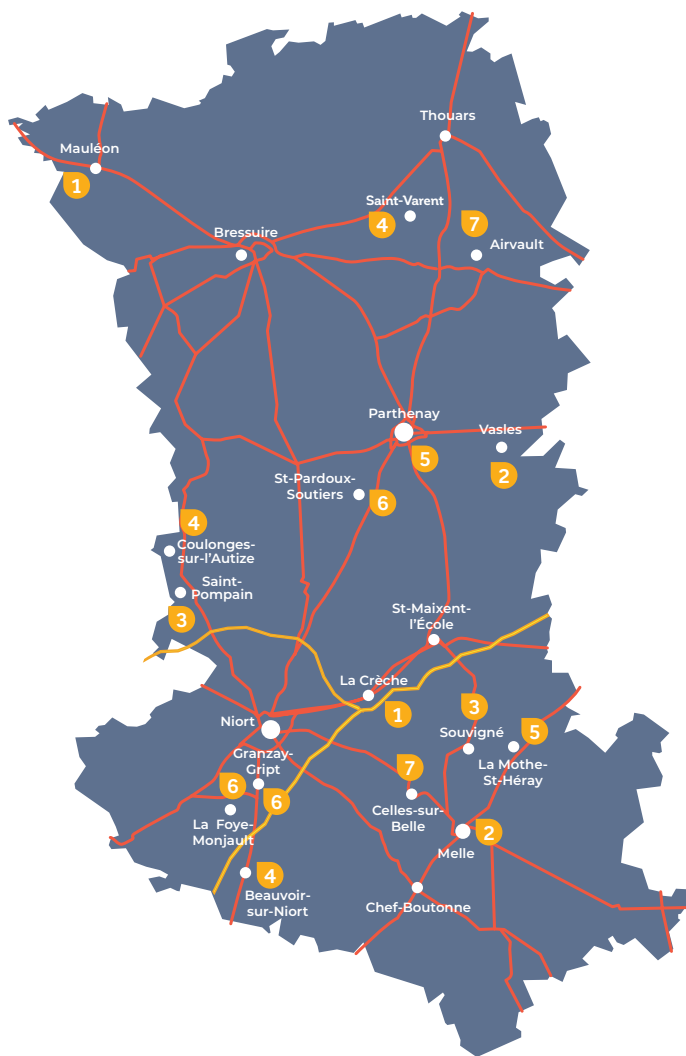 Thouars
Mauléon
1
Saint-Varent
4
7
Airvault
Bressuire
Parthenay
5
Vasles
2
St-Pardoux-
Soutiers
6
4
Coulonges-
sur-l'Autize
Saint-
Pompain
3
St-Maixent-
l'École
La Crèche
1
3
Souvigné
5
La Mothe-
St-Héray
Niort
Granzay-
Gript
6
6
La Foye-
Monjault
7
Celles-sur-
Belle
2
Melle
4
Beauvoir-
sur-Niort
Chef-Boutonne